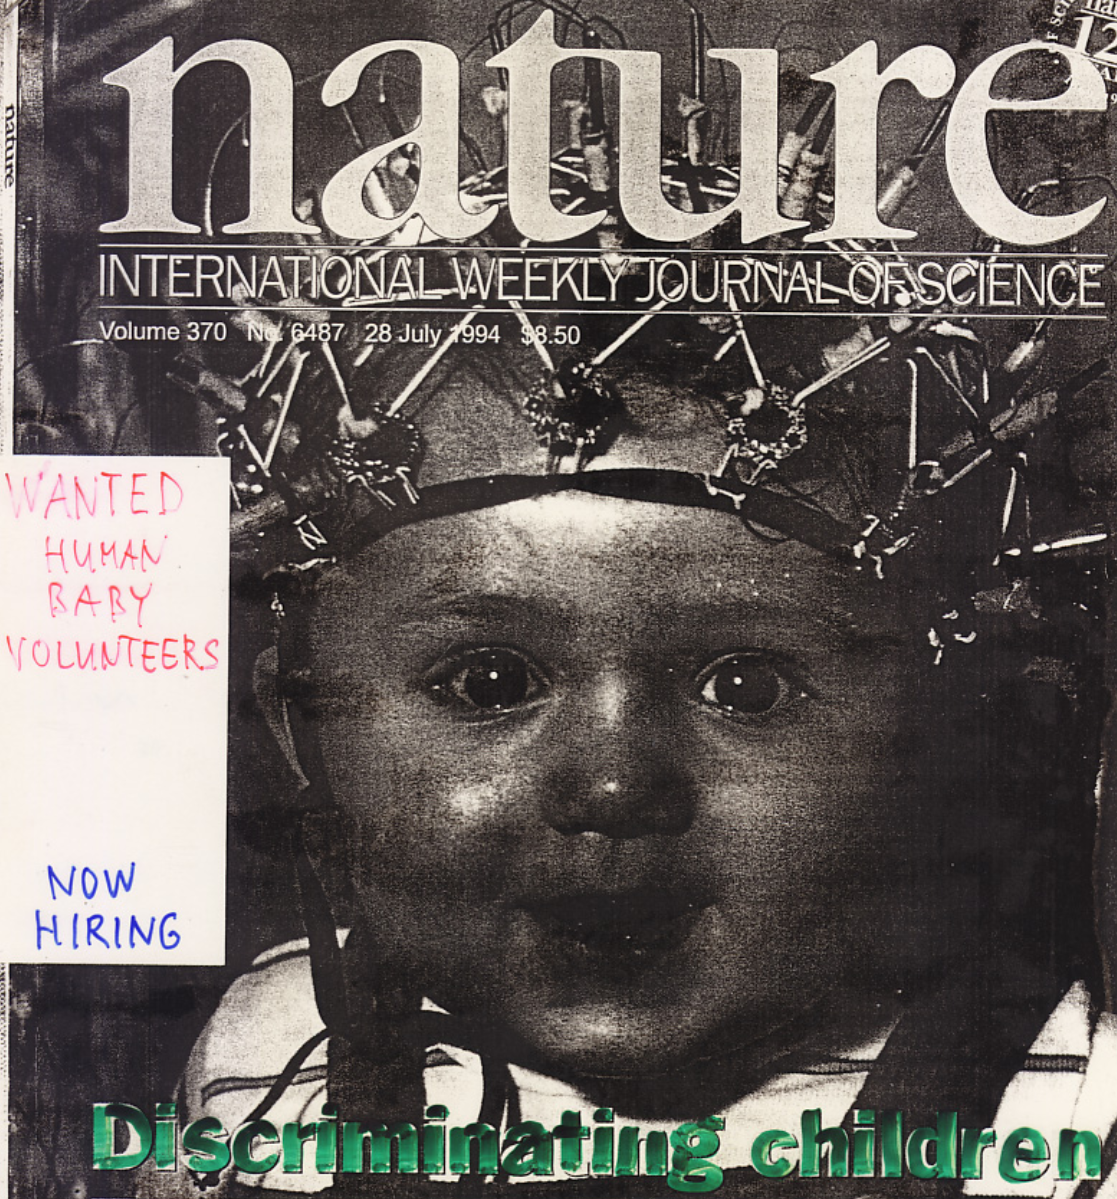 nature
INTERNATIONAL WEEKLY JOURNAL OF SCIENCE
Volume 370 No. 6487 28 July 1994 $8.50
nature
WANTED
HUMAN
BABY
VOLUNTEERS
NOW
HIRING
Discriminating children